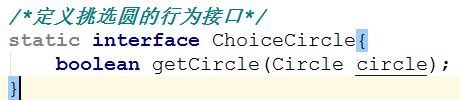 /*定义挑选圆的行为接口*/
static interface ChoiceCircle{
    boolean getCircle(Circle circle);
}